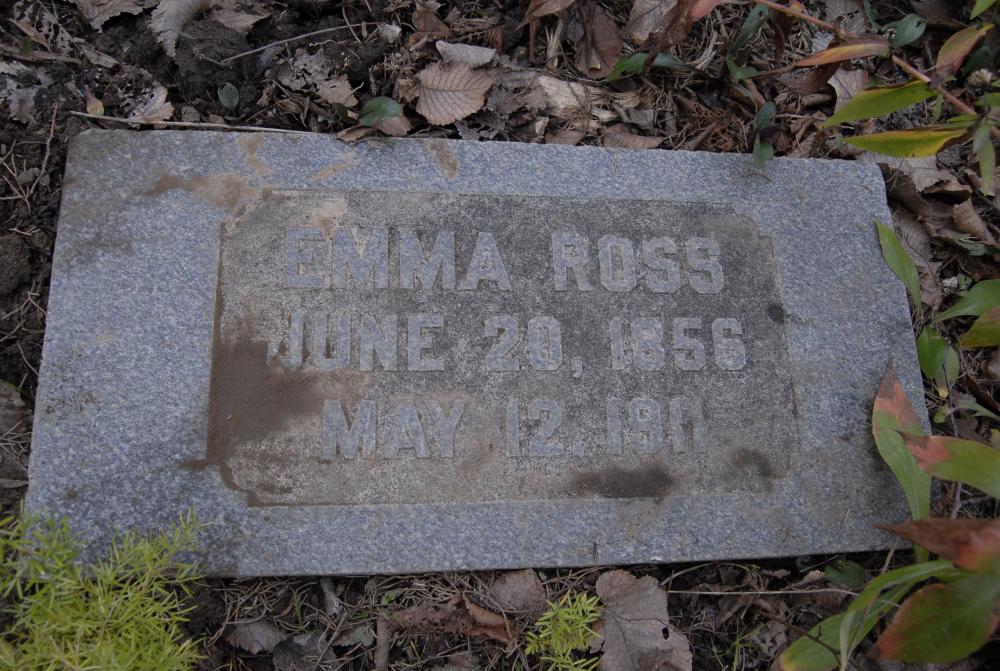 EMMA ROSS
JUNE 20, 1856
MAY 12, 1911